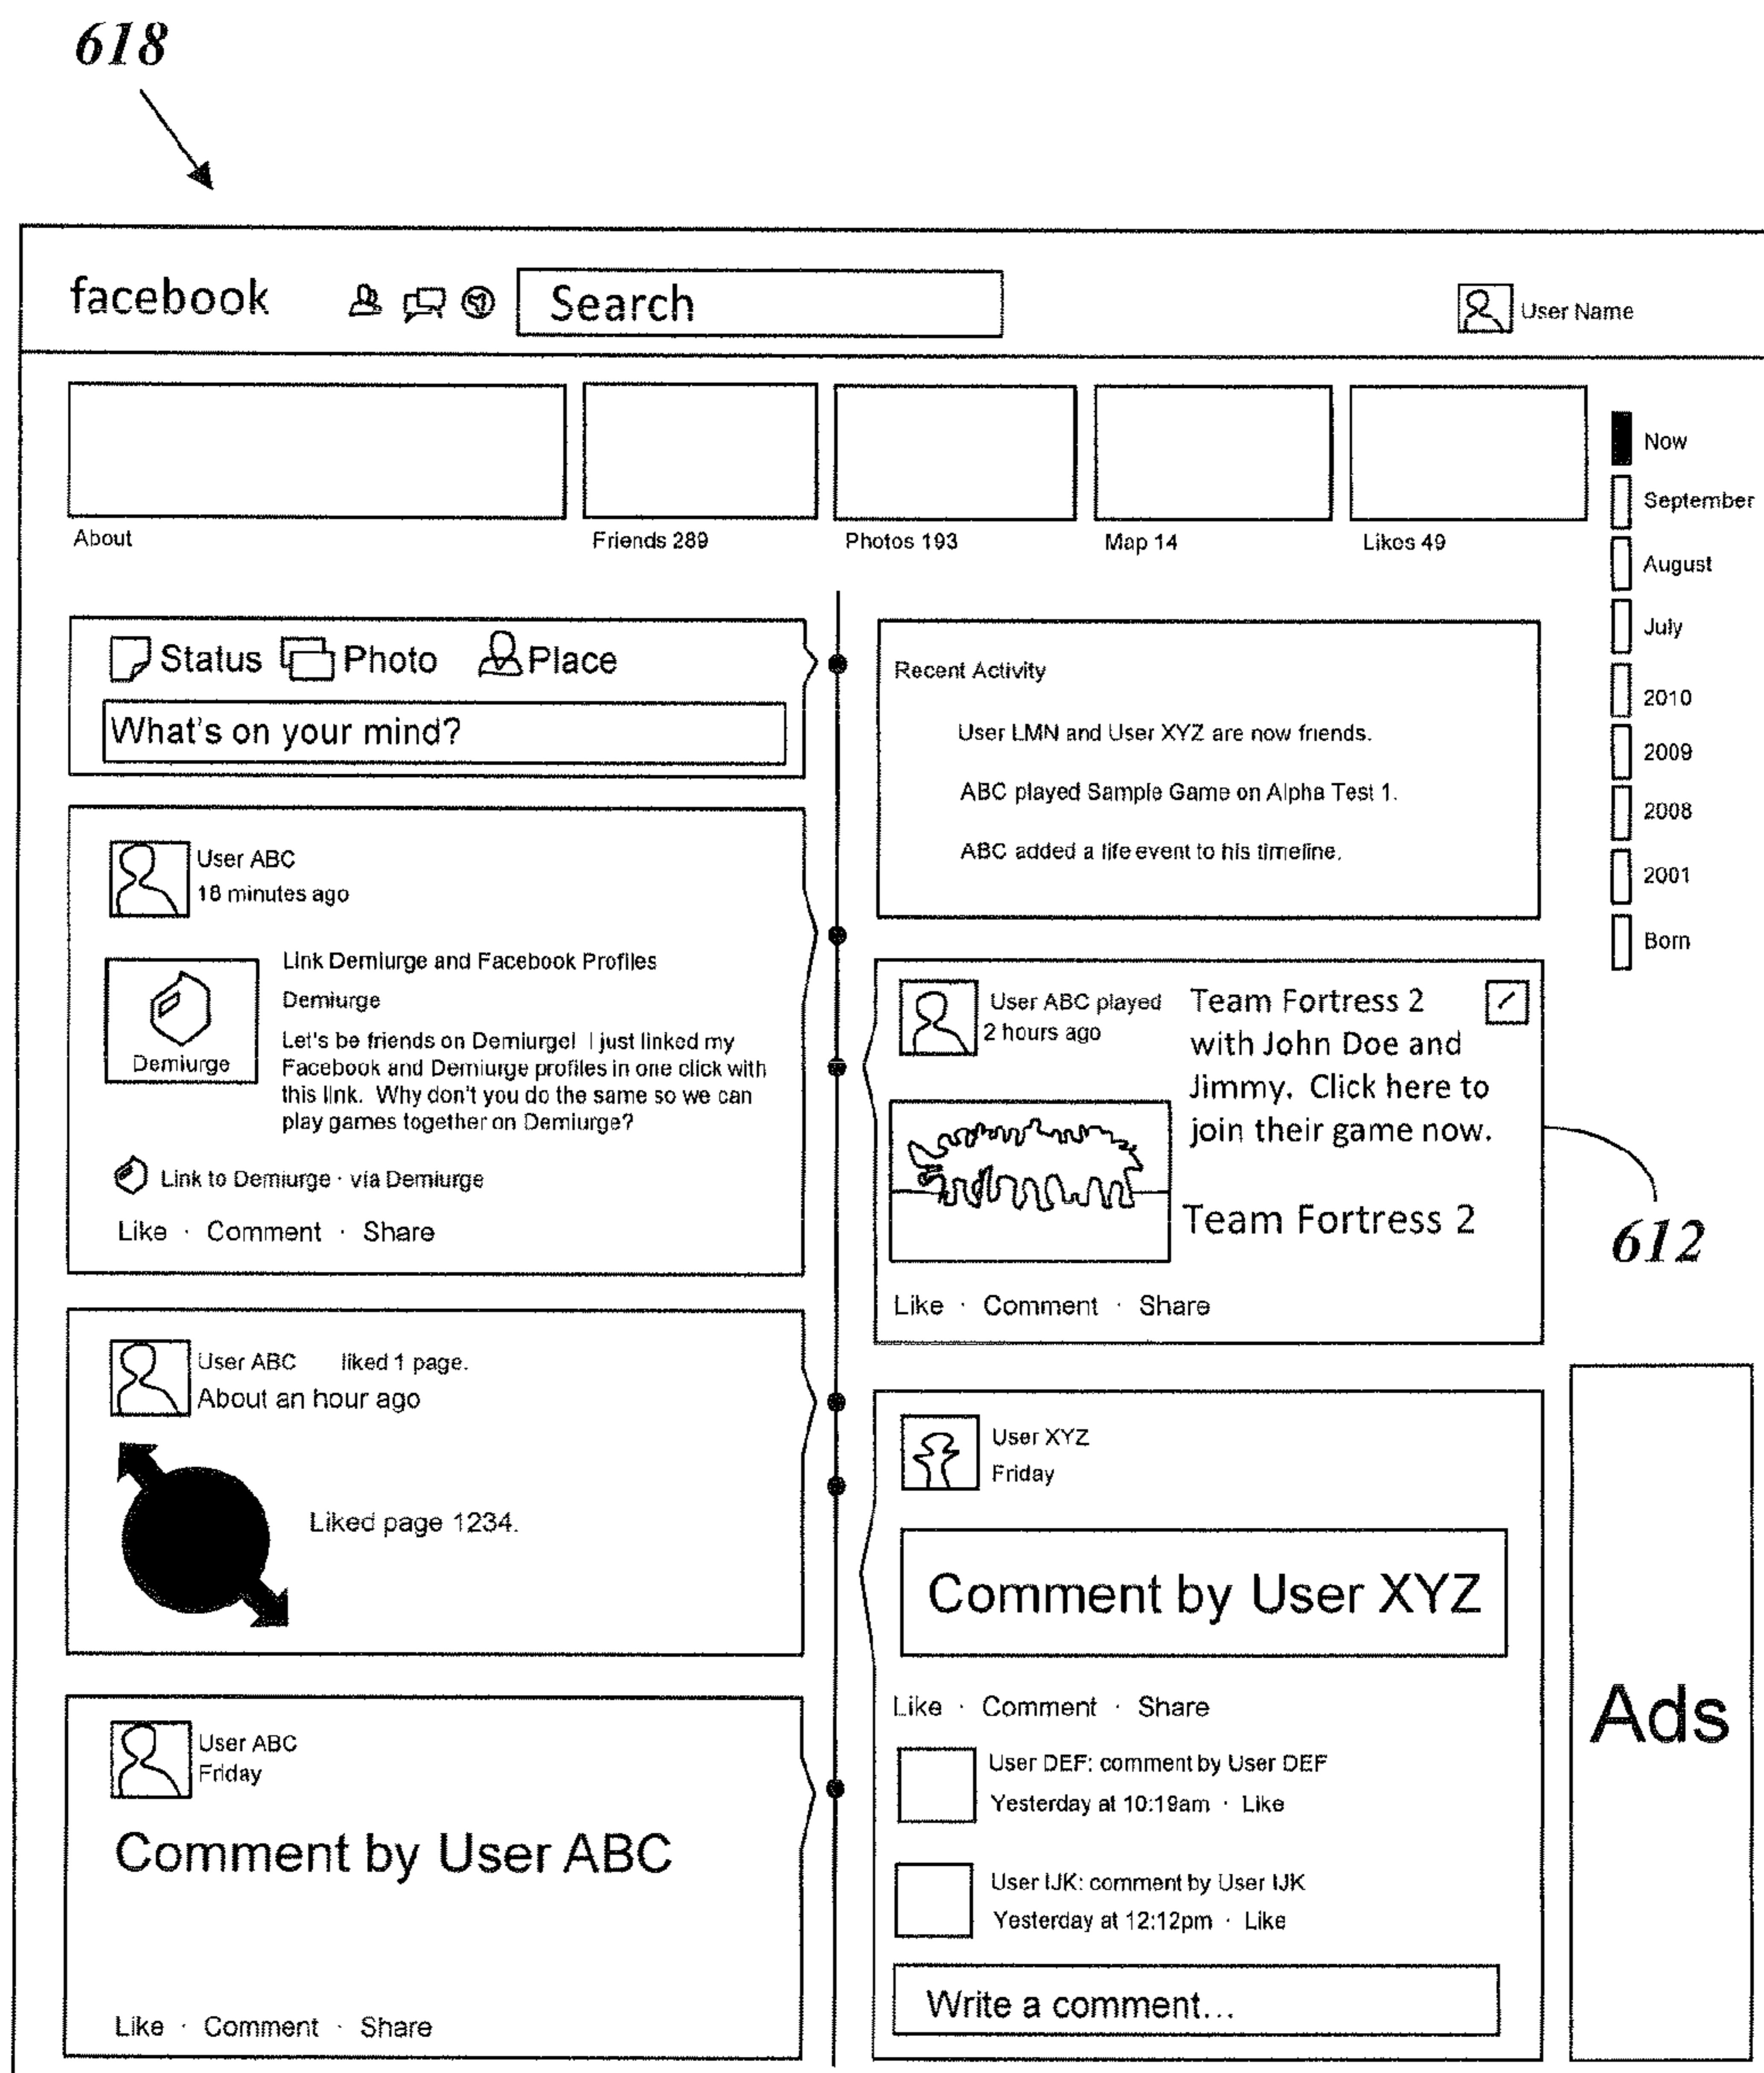 618
facebook
Search
User Name
About
Friends 289
Photos 193
Map 14
Likes 49
Now
September
August
July
2010
2009
2008
2001
Born
Status
Photo
Place
What's on your mind?
Recent Activity
User LMN and User XYZ are now friends.
ABC played Sample Game on Alpha Test 1.
ABC added a life event to his timeline.
User ABC
18 minutes ago
Demiurge
Link Demiurge and Facebook Profiles
Demiurge
Let's be friends on Demiurge! I just linked my
Facebook and Demiurge profiles in one click with
this link. Why don't you do the same so we can
play games together on Demiurge?
Link to Demiurge · via Demiurge
Like · Comment · Share
User ABC played
2 hours ago
Team Fortress 2
with John Doe and
Jimmy. Click here to
join their game now.
Team Fortress 2
Like · Comment · Share
612
User ABC liked 1 page.
About an hour ago
Liked page 1234.
User XYZ
Friday
Comment by User XYZ
Like · Comment · Share
User DEF: comment by User DEF
Yesterday at 10:19am · Like
User IJK: comment by User IJK
Yesterday at 12:12pm · Like
Write a comment...
Ads
User ABC
Friday
Comment by User ABC
Like · Comment · Share